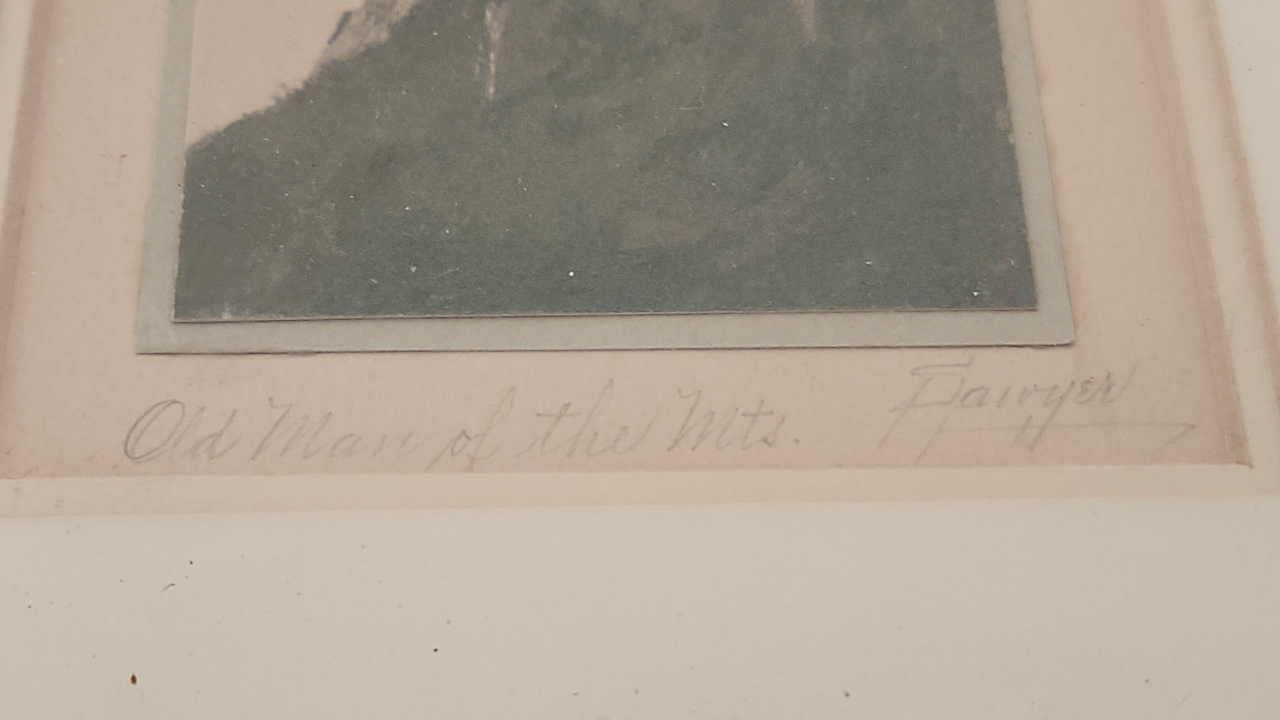 Old Man of the Mts. Sawyer